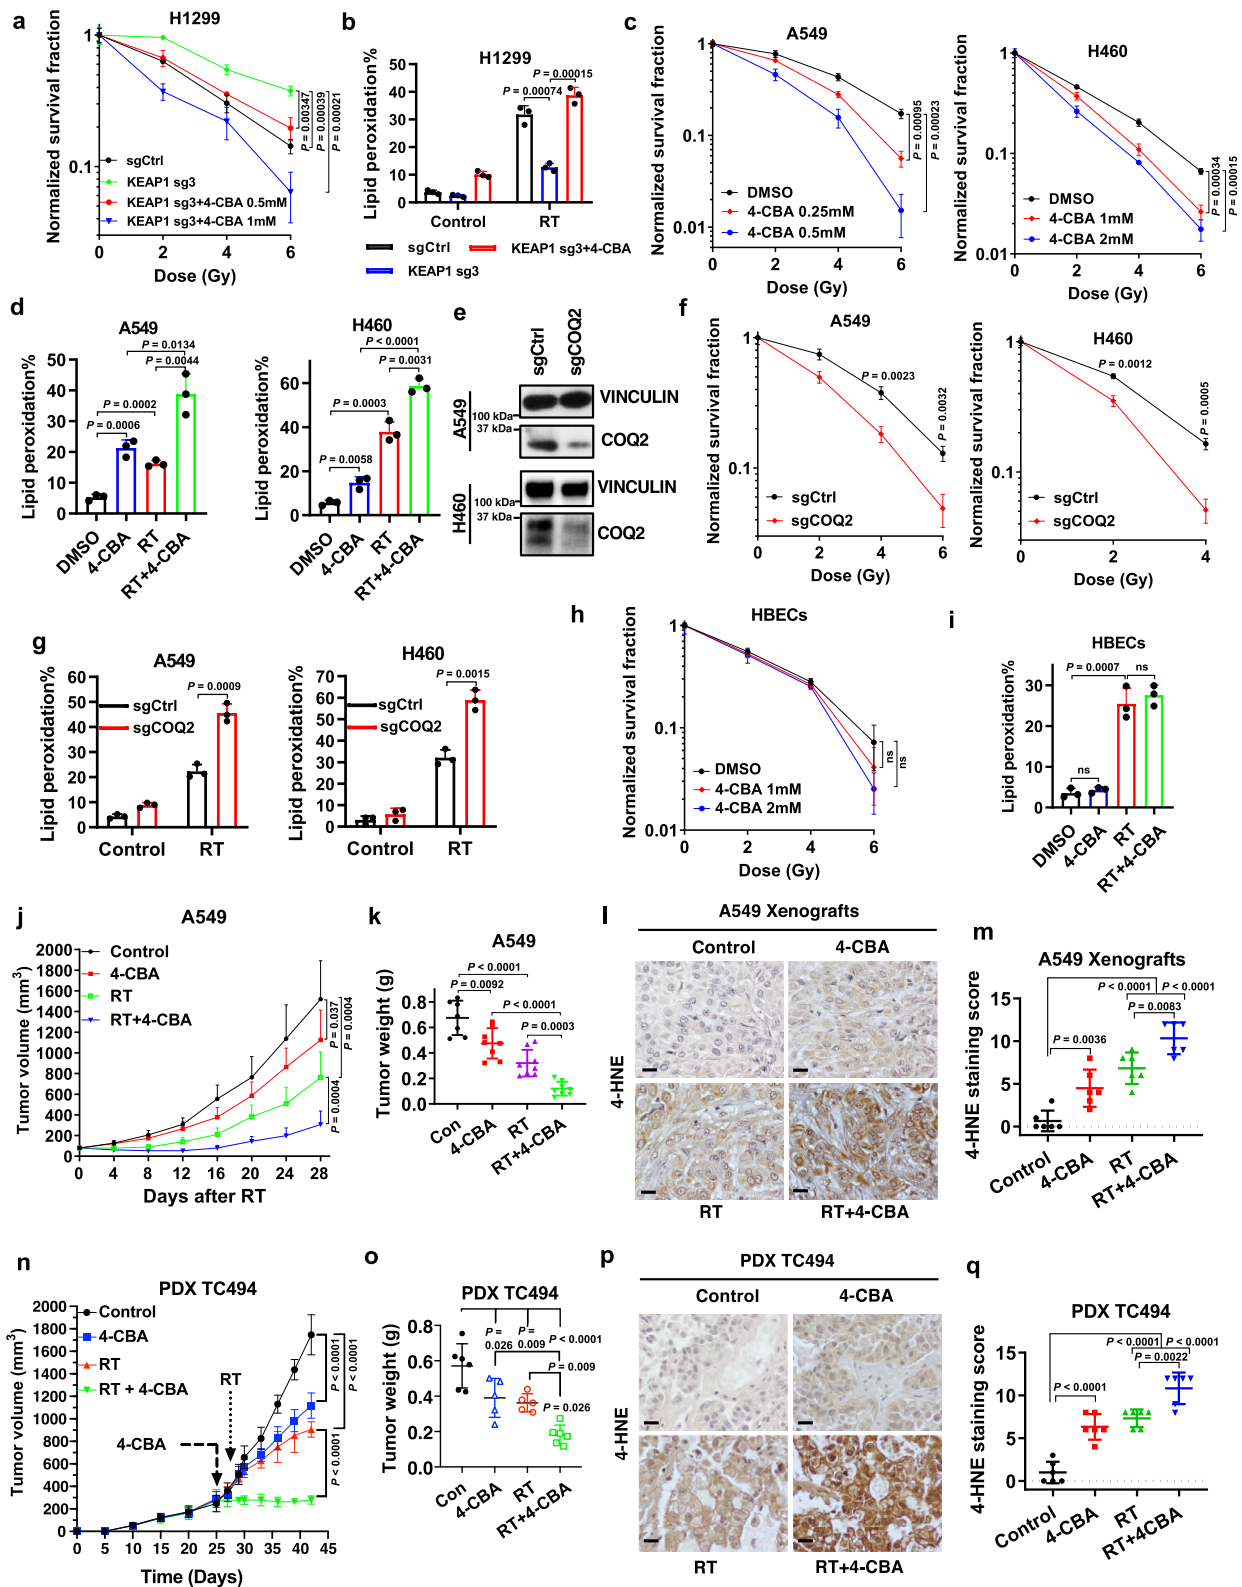 a
H1299
Normalized survival fraction
1
0.1
sgCtrl
KEAP1 sg3
KEAP1 sg3+4-CBA 0.5mM
KEAP1 sg3+4-CBA 1mM
0 2 4 6
Dose (Gy)
P = 0.00347
P = 0.00039
P = 0.00021
b
H1299
Lipid peroxidation%
50
40
30
20
10
0
P = 0.00015
P = 0.00074
Control RT
sgCtrl
KEAP1 sg3+4-CBA
KEAP1 sg3
c
A549
Normalized survival fraction
1
0.1
0.01
DMSO
4-CBA 0.25mM
4-CBA 0.5mM
0 2 4 6
Dose (Gy)
P = 0.00095
P = 0.00023
H460
Normalized survival fraction
1
0.1
0.01
DMSO
4-CBA 1mM
4-CBA 2mM
0 2 4 6
Dose (Gy)
P = 0.00034
P = 0.00015
d
A549
Lipid peroxidation%
50
40
30
20
10
0
P = 0.0134
P = 0.0044
P = 0.0002
P = 0.0006
DMSO
4-CBA
RT
RT+4-CBA
H460
Lipid peroxidation%
60
40
20
0
P < 0.0001
P = 0.0031
P = 0.0003
P = 0.0058
DMSO
4-CBA
RT
RT+4-CBA
e
sgCtrl
sgCOQ2
A549
VINCULIN
100 kDa
37 kDa
COQ2
H460
VINCULIN
100 kDa
37 kDa
COQ2
f
A549
Normalized survival fraction
1
0.1
P = 0.0023
P = 0.0032
sgCtrl
sgCOQ2
0 2 4 6
Dose (Gy)
H460
Normalized survival fraction
1
0.1
P = 0.0012
P = 0.0005
sgCtrl
sgCOQ2
0 2 4
Dose (Gy)
g
A549
Lipid peroxidation%
60
50
40
30
20
10
0
P = 0.0009
sgCtrl
sgCOQ2
Control RT
H460
Lipid peroxidation%
70
60
50
40
30
20
10
0
P = 0.0015
sgCtrl
sgCOQ2
Control RT
h
HBECs
Normalized survival fraction
1
0.1
0.01
DMSO
4-CBA 1mM
4-CBA 2mM
ns
ns
0 2 4 6
Dose (Gy)
i
HBECs
Lipid peroxidation%
30
20
10
0
P = 0.0007
ns
ns
DMSO
4-CBA
RT
RT+4-CBA
j
A549
Tumor volume (mm3)
2000
1800
1600
1400
1200
1000
800
600
400
200
0
Control
4-CBA
RT
RT+4-CBA
P = 0.037
P = 0.0004
P = 0.0004
0 4 8 12 16 20 24 28
Days after RT
k
A549
Tumor weight (g)
0.8
0.6
0.4
0.2
0
P < 0.0001
P = 0.0092
P < 0.0001
P = 0.0003
Con
4-CBA
RT
RT+4-CBA
l
A549 Xenografts
Control 4-CBA
4-HNE
RT RT+4-CBA
m
A549 Xenografts
4-HNE staining score
15
10
5
0
P < 0.0001
P < 0.0001
P = 0.0083
P = 0.0036
Control
4-CBA
RT
RT+4-CBA
n
PDX TC494
Tumor volume (mm3)
2000
1800
1600
1400
1200
1000
800
600
400
200
0
Control
4-CBA
RT
RT + 4-CBA
RT
4-CBA
P < 0.0001
P < 0.0001
P < 0.0001
0 5 10 15 20 25 30 35 40 45
Time (Days)
o
PDX TC494
Tumor weight (g)
0.8
0.6
0.4
0.2
0.0
P = 0.026
P = 0.009
P < 0.0001
P = 0.009
P = 0.026
Con
4-CBA
RT
RT+4-CBA
p
PDX TC494
Control 4-CBA
4-HNE
RT RT+4-CBA
q
PDX TC494
4-HNE staining score
15
10
5
0
P < 0.0001
P < 0.0001
P = 0.0022
P < 0.0001
Control
4-CBA
RT
RT+4CBA